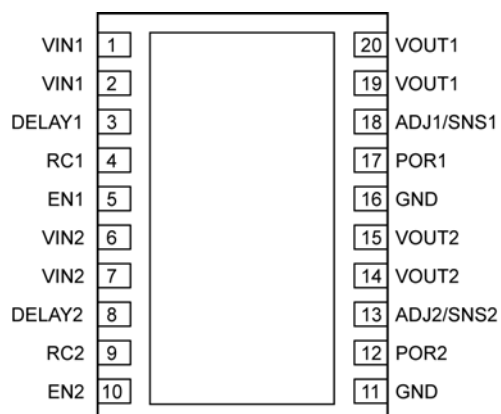 VIN1 1 20 VOUT1
VIN1 2 19 VOUT1
DELAY1 3 18 ADJ1/SNS1
RC1 4 17 POR1
EN1 5 16 GND
VIN2 6 15 VOUT2
VIN2 7 14 VOUT2
DELAY2 8 13 ADJ2/SNS2
RC2 9 12 POR2
EN2 10 11 GND